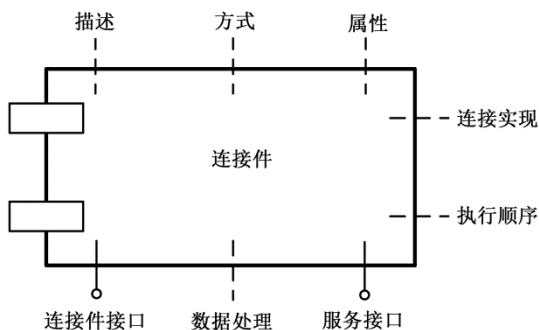 描述
方式
属性
连接实现
连接件
执行顺序
连接件接口
数据处理
服务接口